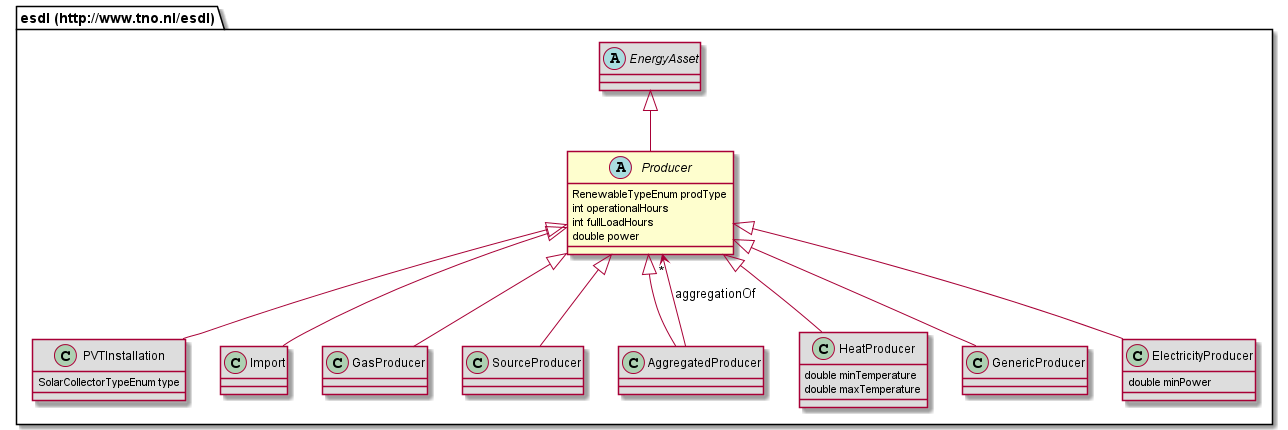 esdl (http://www.tno.nl/esdl)
A EnergyAsset
A Producer
RenewableTypeEnum prodType
int operationalHours
int fullLoadHours
double power
*
aggregationOf
C PVTInstallation
SolarCollectorTypeEnum type
C Import
C GasProducer
C SourceProducer
C AggregatedProducer
C HeatProducer
double minTemperature
double maxTemperature
C GenericProducer
C ElectricityProducer
double minPower